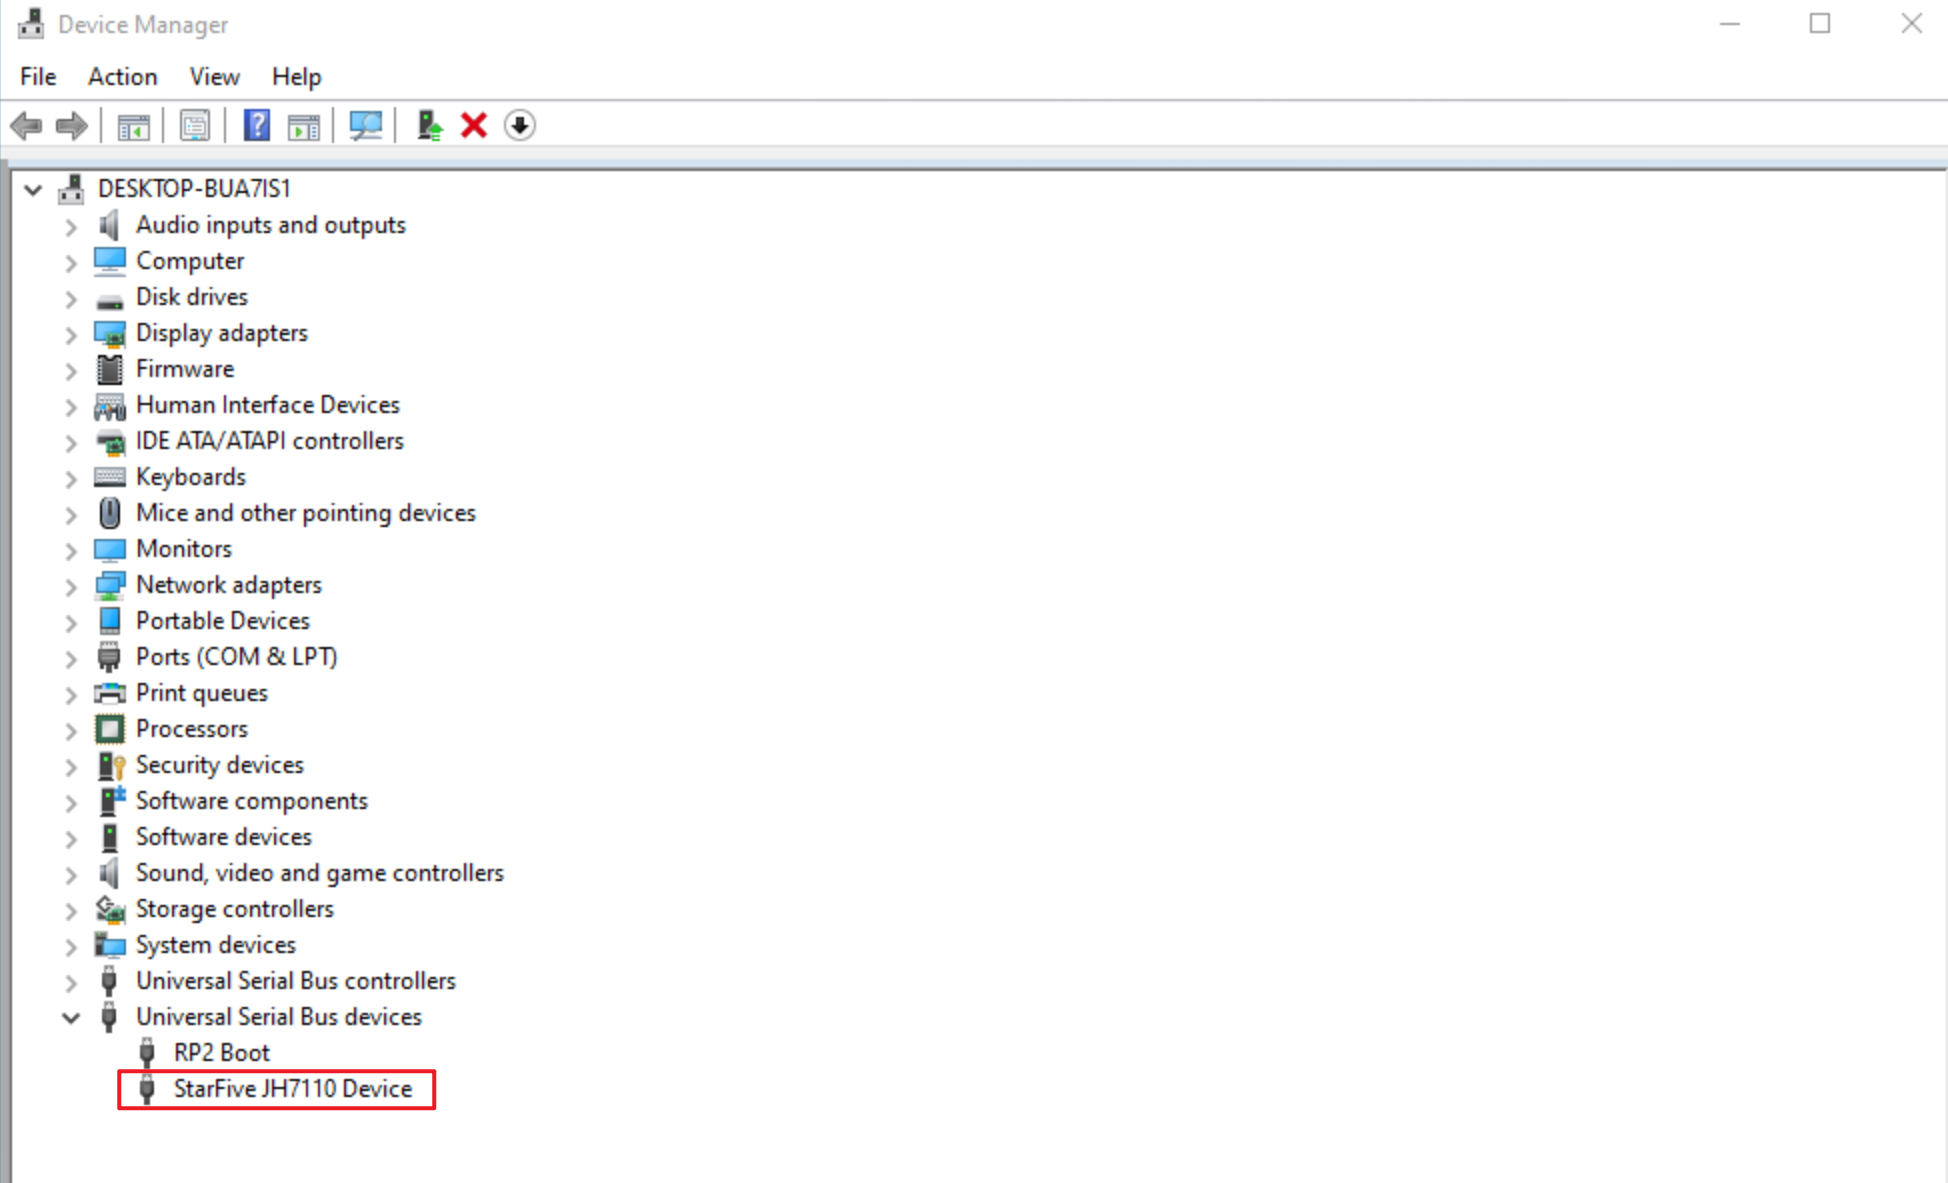 Device Manager
File Action View Help
DESKTOP-BUA7IS1
Audio inputs and outputs
Computer
Disk drives
Display adapters
Firmware
Human Interface Devices
IDE ATA/ATAPI controllers
Keyboards
Mice and other pointing devices
Monitors
Network adapters
Portable Devices
Ports (COM & LPT)
Print queues
Processors
Security devices
Software components
Software devices
Sound, video and game controllers
Storage controllers
System devices
Universal Serial Bus controllers
Universal Serial Bus devices
RP2 Boot
StarFive JH7110 Device